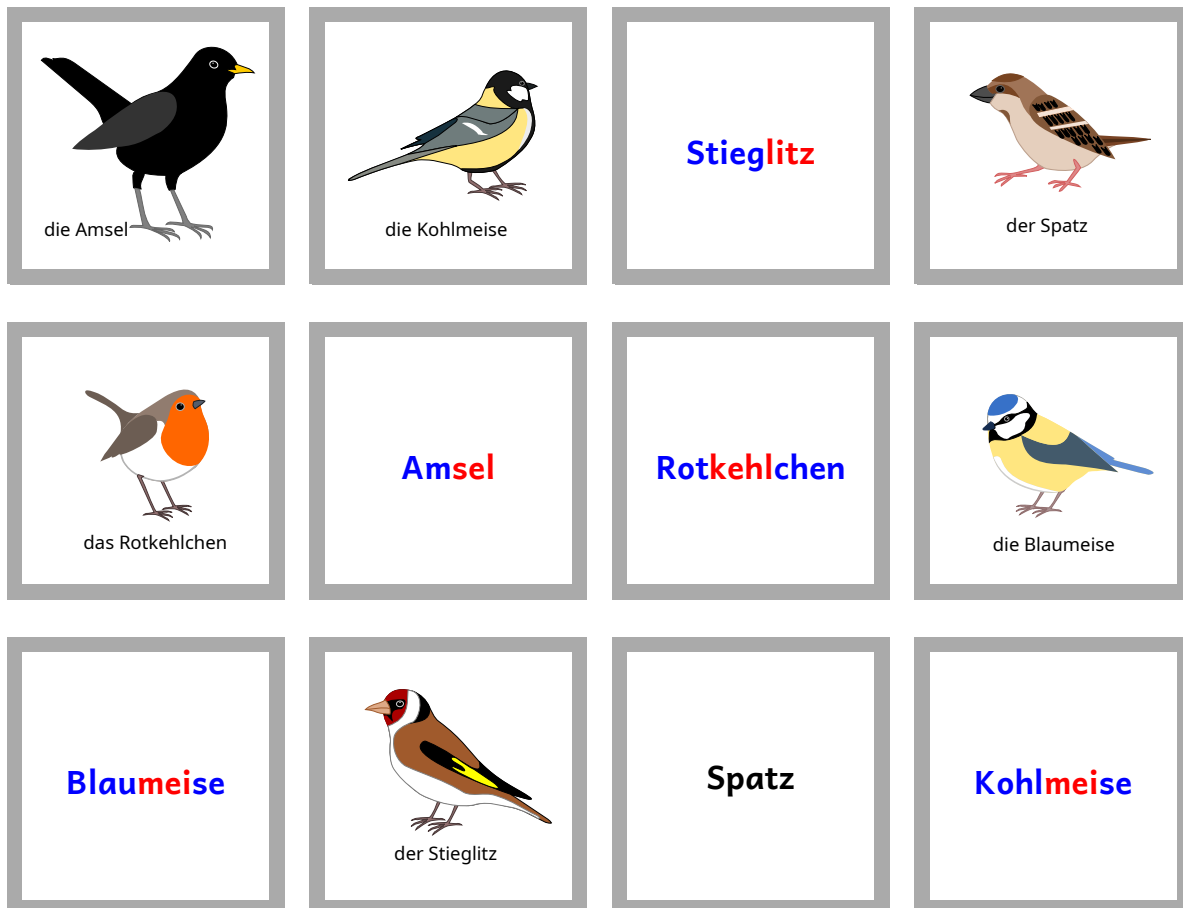 die Amsel
die Kohlmeise
Stieglitz
der Spatz
das Rotkehlchen
Amsel
Rotkehlchen
die Blaumeise
Blaumeise
der Stieglitz
Spatz
Kohlmeise